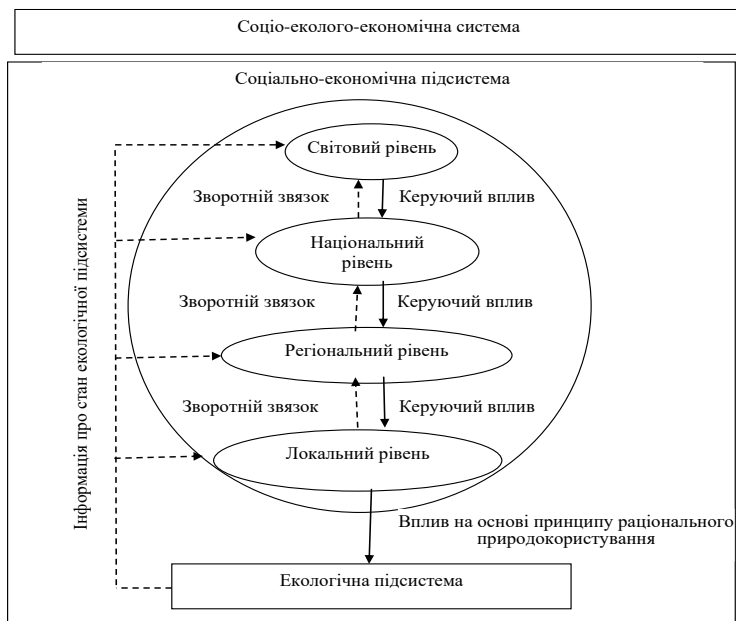 Соціо-еколого-економічна система
Соціально-економічна підсистема
Світовий рівень
Зворотній звязок
Керуючий вплив
Національний
рівень
Зворотній звязок
Керуючий вплив
Регіональний рівень
Зворотній звязок
Керуючий вплив
Локальний рівень
Інформація про стан екологічної підсистеми
Вплив на основі принципу раціонального
природокористування
Екологічна підсистема